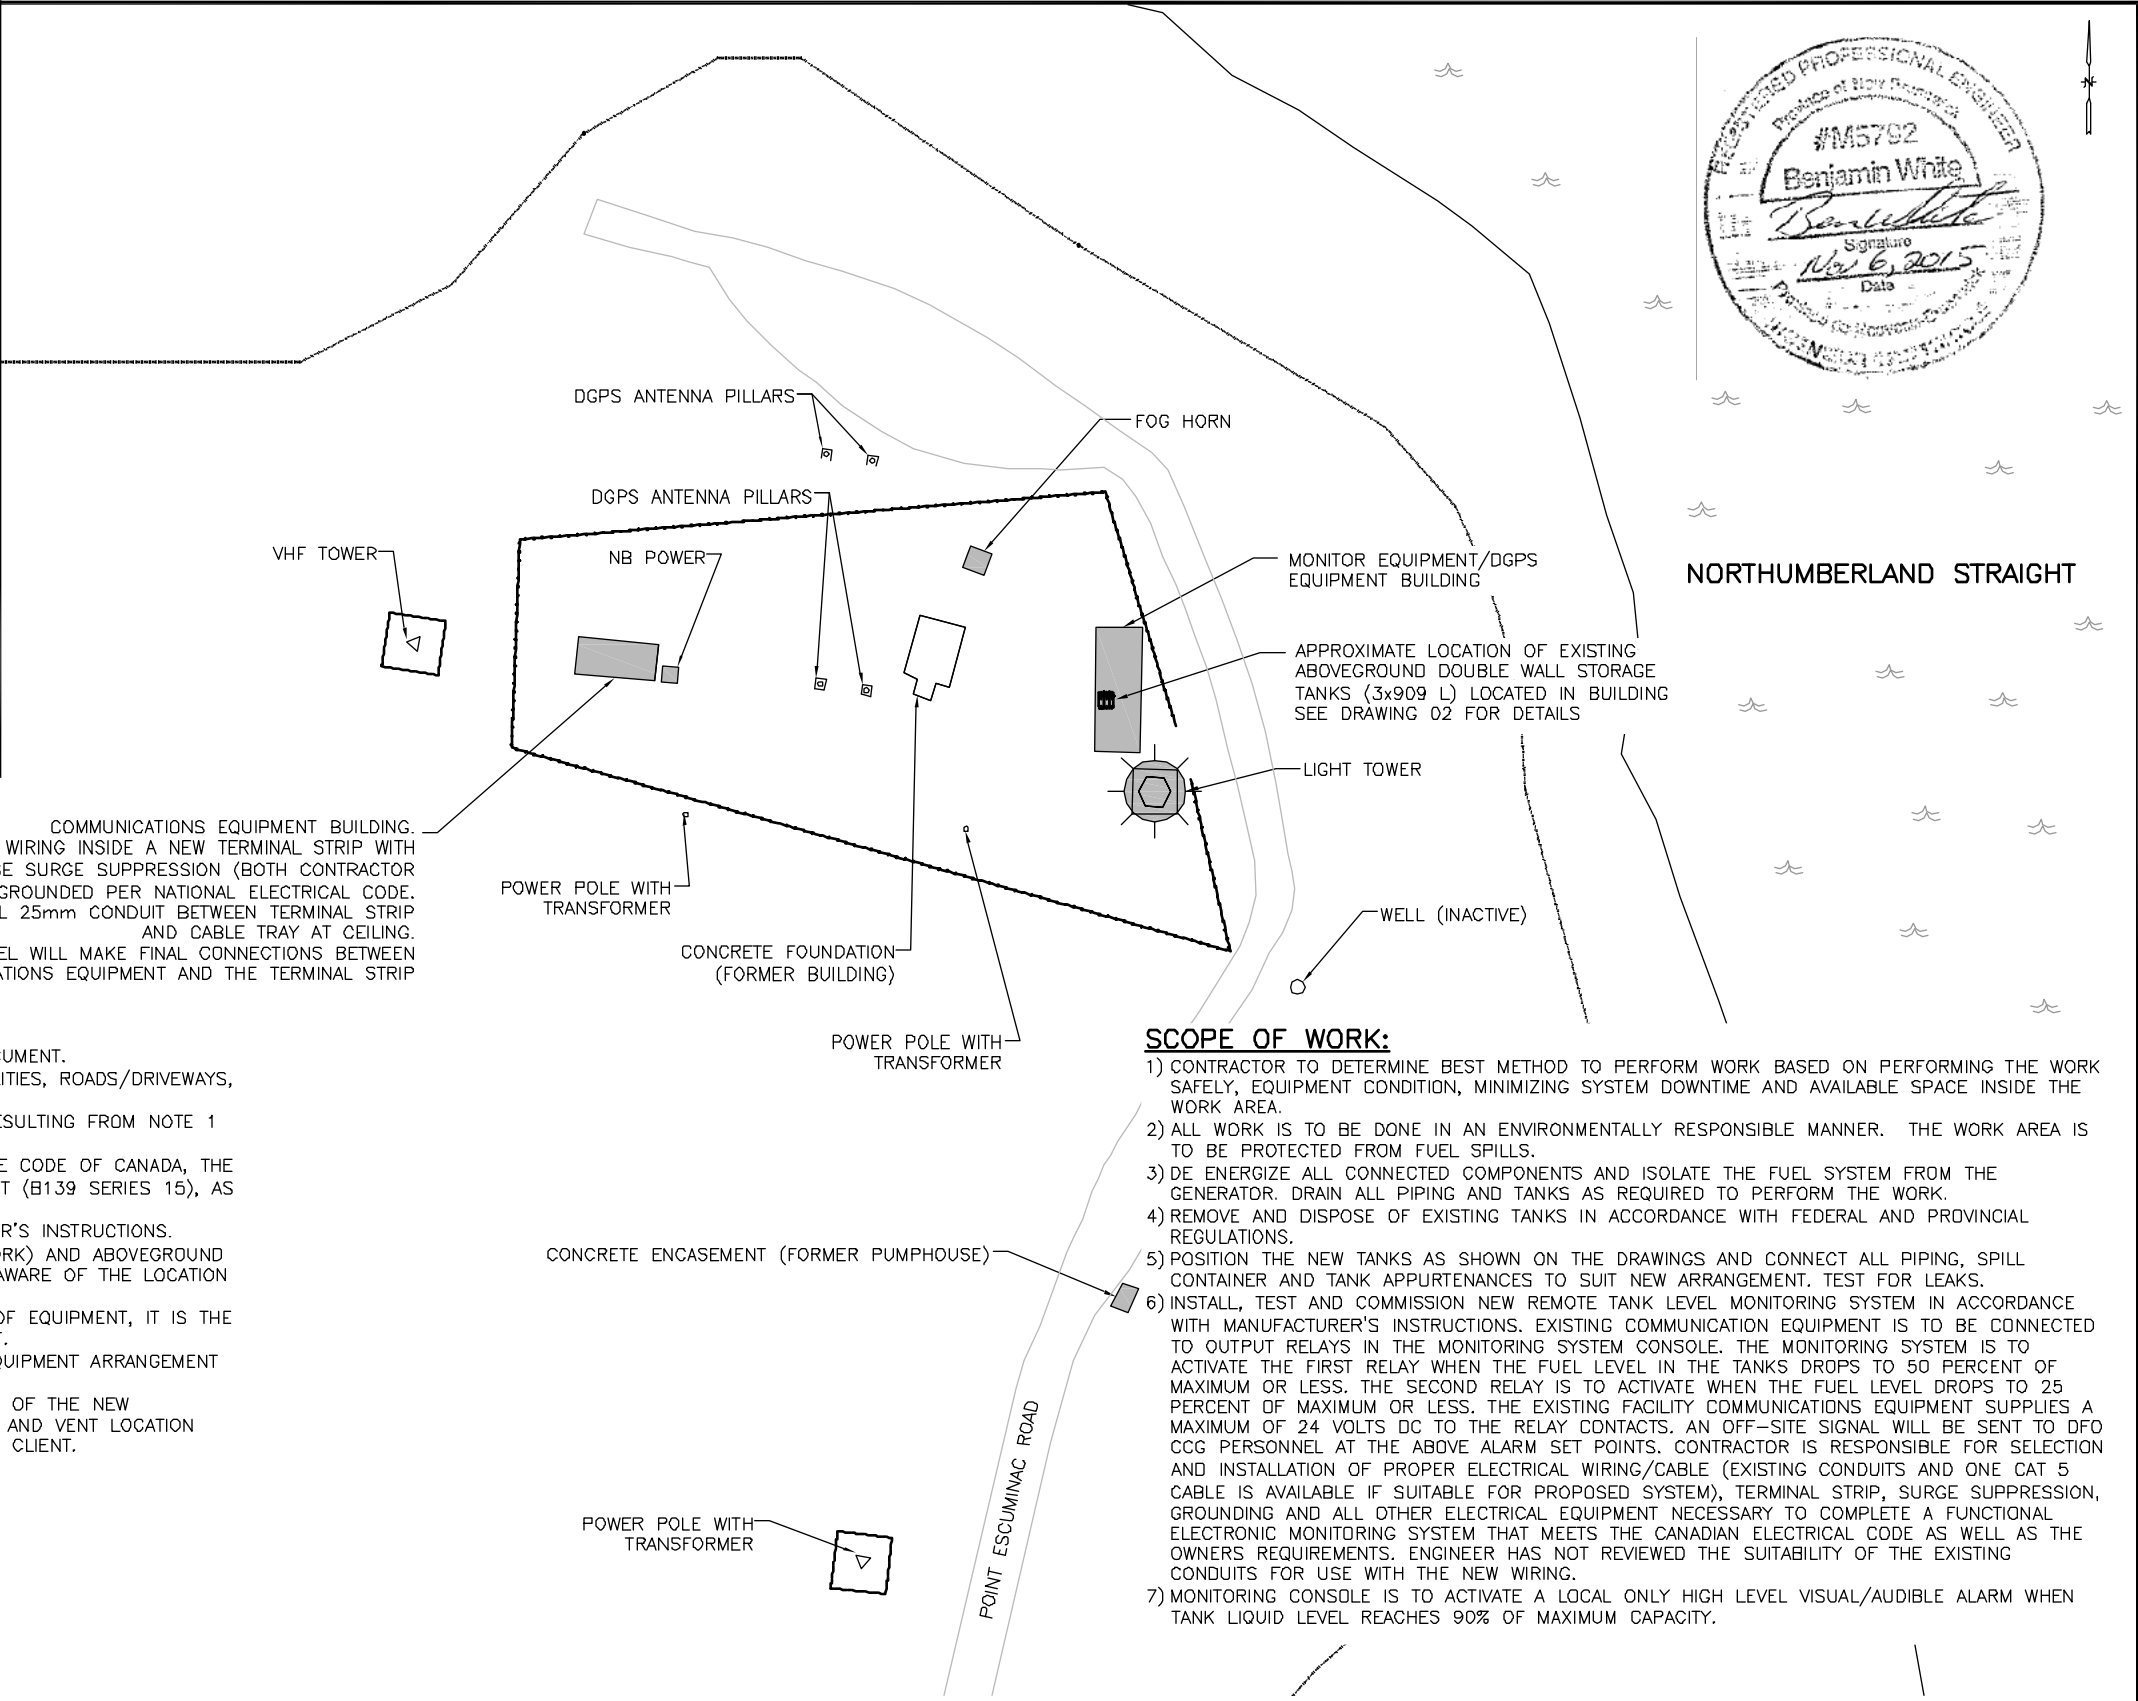 REGISTERED PROFESSIONAL ENGINEER
Province of New Brunswick
#M5792
Benjamin White
Ben White
Signature
Nov 6, 2015
Date
N
DGPS ANTENNA PILLARS
FOG HORN
DGPS ANTENNA PILLARS
VHF TOWER
NB POWER
MONITOR EQUIPMENT/DGPS
EQUIPMENT BUILDING
NORTHUMBERLAND STRAIGHT
APPROXIMATE LOCATION OF EXISTING
ABOVEGROUND DOUBLE WALL STORAGE
TANKS (3x909 L) LOCATED IN BUILDING
SEE DRAWING 02 FOR DETAILS
LIGHT TOWER
COMMUNICATIONS EQUIPMENT BUILDING.
WIRING INSIDE A NEW TERMINAL STRIP WITH
SE SURGE SUPPRESSION (BOTH CONTRACTOR
GROUNDED PER NATIONAL ELECTRICAL CODE.
L 25mm CONDUIT BETWEEN TERMINAL STRIP
AND CABLE TRAY AT CEILING.
EL WILL MAKE FINAL CONNECTIONS BETWEEN
ATIONS EQUIPMENT AND THE TERMINAL STRIP
POWER POLE WITH
TRANSFORMER
CONCRETE FOUNDATION
(FORMER BUILDING)
WELL (INACTIVE)
POWER POLE WITH
TRANSFORMER
CUMENT.
ITIES, ROADS/DRIVEWAYS,
ESULTING FROM NOTE 1
E CODE OF CANADA, THE
T (B139 SERIES 15), AS
R'S INSTRUCTIONS.
ORK) AND ABOVEGROUND
AWARE OF THE LOCATION
OF EQUIPMENT, IT IS THE
T.
QUIPMENT ARRANGEMENT
OF THE NEW
AND VENT LOCATION
CLIENT.
CONCRETE ENCASEMENT (FORMER PUMPHOUSE)
POINT ESCUMINAC ROAD
POWER POLE WITH
TRANSFORMER
SCOPE OF WORK:
1) CONTRACTOR TO DETERMINE BEST METHOD TO PERFORM WORK BASED ON PERFORMING THE WORK
SAFELY, EQUIPMENT CONDITION, MINIMIZING SYSTEM DOWNTIME AND AVAILABLE SPACE INSIDE THE
WORK AREA.
2) ALL WORK IS TO BE DONE IN AN ENVIRONMENTALLY RESPONSIBLE MANNER. THE WORK AREA IS
TO BE PROTECTED FROM FUEL SPILLS.
3) DE ENERGIZE ALL CONNECTED COMPONENTS AND ISOLATE THE FUEL SYSTEM FROM THE
GENERATOR. DRAIN ALL PIPING AND TANKS AS REQUIRED TO PERFORM THE WORK.
4) REMOVE AND DISPOSE OF EXISTING TANKS IN ACCORDANCE WITH FEDERAL AND PROVINCIAL
REGULATIONS.
5) POSITION THE NEW TANKS AS SHOWN ON THE DRAWINGS AND CONNECT ALL PIPING, SPILL
CONTAINER AND TANK APPURTENANCES TO SUIT NEW ARRANGEMENT. TEST FOR LEAKS.
6) INSTALL, TEST AND COMMISSION NEW REMOTE TANK LEVEL MONITORING SYSTEM IN ACCORDANCE
WITH MANUFACTURER'S INSTRUCTIONS. EXISTING COMMUNICATION EQUIPMENT IS TO BE CONNECTED
TO OUTPUT RELAYS IN THE MONITORING SYSTEM CONSOLE. THE MONITORING SYSTEM IS TO
ACTIVATE THE FIRST RELAY WHEN THE FUEL LEVEL IN THE TANKS DROPS TO 50 PERCENT OF
MAXIMUM OR LESS. THE SECOND RELAY IS TO ACTIVATE WHEN THE FUEL LEVEL DROPS TO 25
PERCENT OF MAXIMUM OR LESS. THE EXISTING FACILITY COMMUNICATIONS EQUIPMENT SUPPLIES A
MAXIMUM OF 24 VOLTS DC TO THE RELAY CONTACTS. AN OFF-SITE SIGNAL WILL BE SENT TO DFO
CCG PERSONNEL AT THE ABOVE ALARM SET POINTS. CONTRACTOR IS RESPONSIBLE FOR SELECTION
AND INSTALLATION OF PROPER ELECTRICAL WIRING/CABLE (EXISTING CONDUITS AND ONE CAT 5
CABLE IS AVAILABLE IF SUITABLE FOR PROPOSED SYSTEM), TERMINAL STRIP, SURGE SUPPRESSION,
GROUNDING AND ALL OTHER ELECTRICAL EQUIPMENT NECESSARY TO COMPLETE A FUNCTIONAL
ELECTRONIC MONITORING SYSTEM THAT MEETS THE CANADIAN ELECTRICAL CODE AS WELL AS THE
OWNERS REQUIREMENTS. ENGINEER HAS NOT REVIEWED THE SUITABILITY OF THE EXISTING
CONDUITS FOR USE WITH THE NEW WIRING.
7) MONITORING CONSOLE IS TO ACTIVATE A LOCAL ONLY HIGH LEVEL VISUAL/AUDIBLE ALARM WHEN
TANK LIQUID LEVEL REACHES 90% OF MAXIMUM CAPACITY.